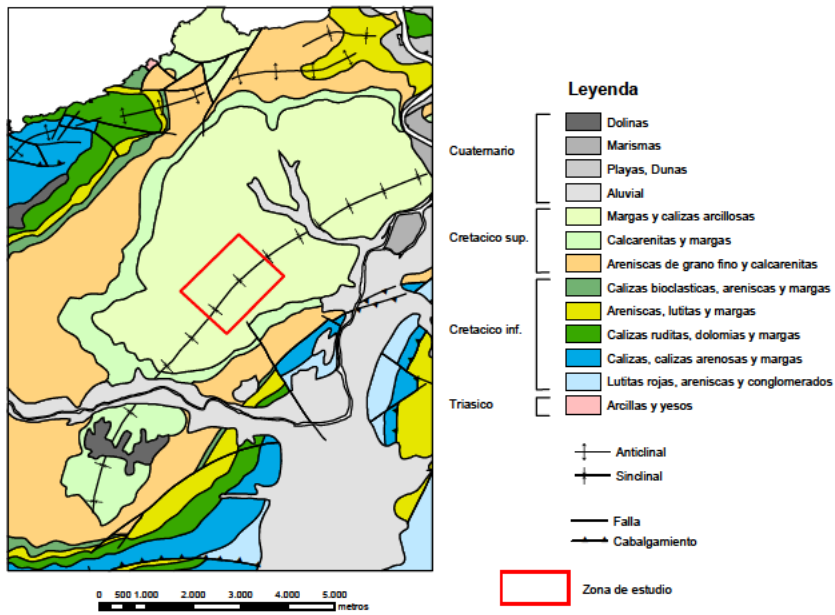 Leyenda
Cuaternario
Dolinas
Marismas
Playas, Dunas
Aluvial
Cretacico sup.
Margas y calizas arcillosas
Calcarenitas y margas
Areniscas de grano fino y calcarenitas
Cretacico inf.
Calizas bioclasticas, areniscas y margas
Areniscas, lutitas y margas
Calizas ruditas, dolomias y margas
Calizas, calizas arenosas y margas
Lutitas rojas, areniscas y conglomerados
Triasico
Arcillas y yesos
Anticlinal
Sinclinal
Falla
Cabalgamiento
Zona de estudio
0 500 1.000 2.000 3.000 4.000 5.000
metros